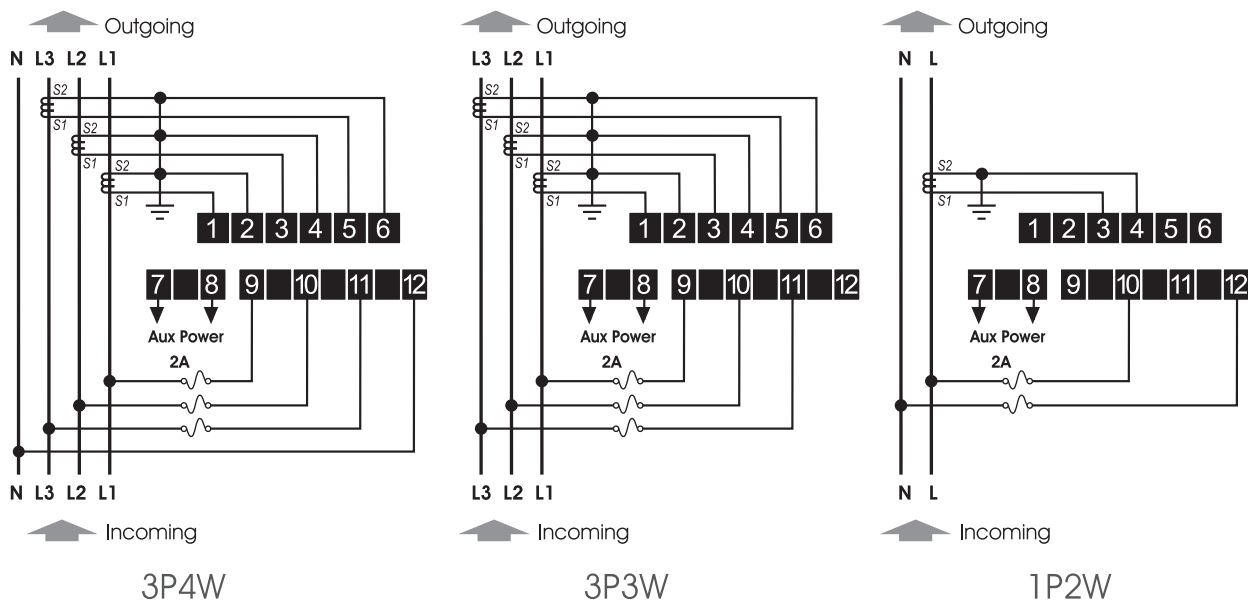 Outgoing Outgoing Outgoing
N L3 L2 L1 L3 L2 L1 N L
S2 S2
S1 S2 S1 S2
S1 S2 S1 S2 S2
S1 S1 S1
1 2 3 4 5 6 1 2 3 4 5 6 1 2 3 4 5 6
7 8 9 10 11 12 7 8 9 10 11 12 7 8 9 10 11 12
Aux Power Aux Power Aux Power
2A 2A 2A
N L3 L2 L1 L3 L2 L1 N L
Incoming Incoming Incoming
3P4W 3P3W 1P2W